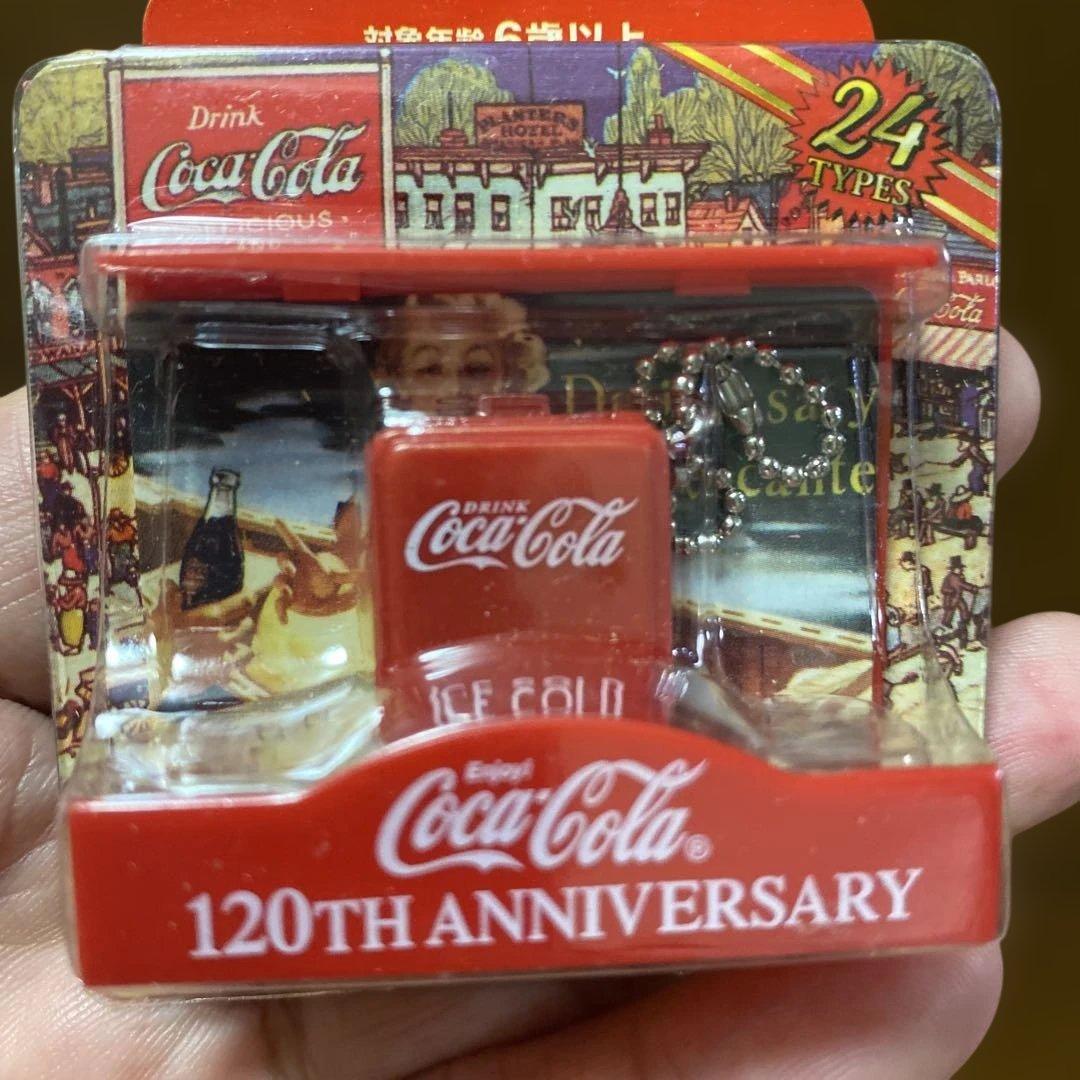 対象年齢 6歳以上
Drink
Coca-Cola
24
TYPES
PLANTERS
HOTEL
Cola
DRINK
Coca-Cola
ICE COLD
Enjoy!
Coca-Cola®
120TH ANNIVERSARY